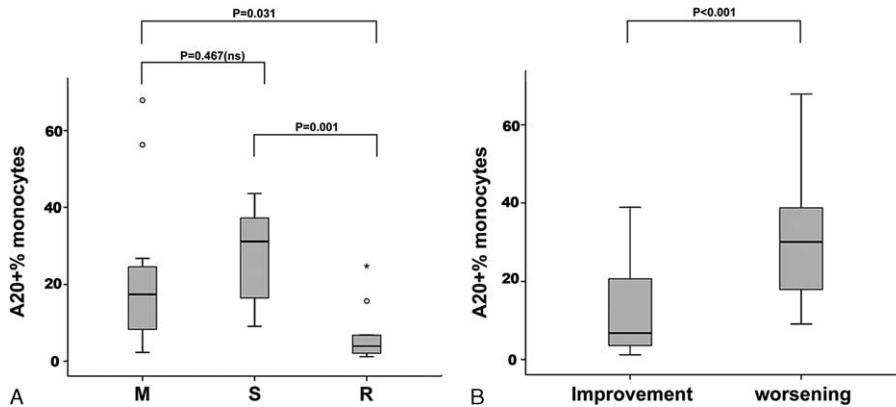 P=0.031
P=0.467(ns)
P=0.001
A20+% monocytes
60
40
20
0
M S R
A
P<0.001
A20+% monocytes
60
40
20
0
Improvement worsening
B